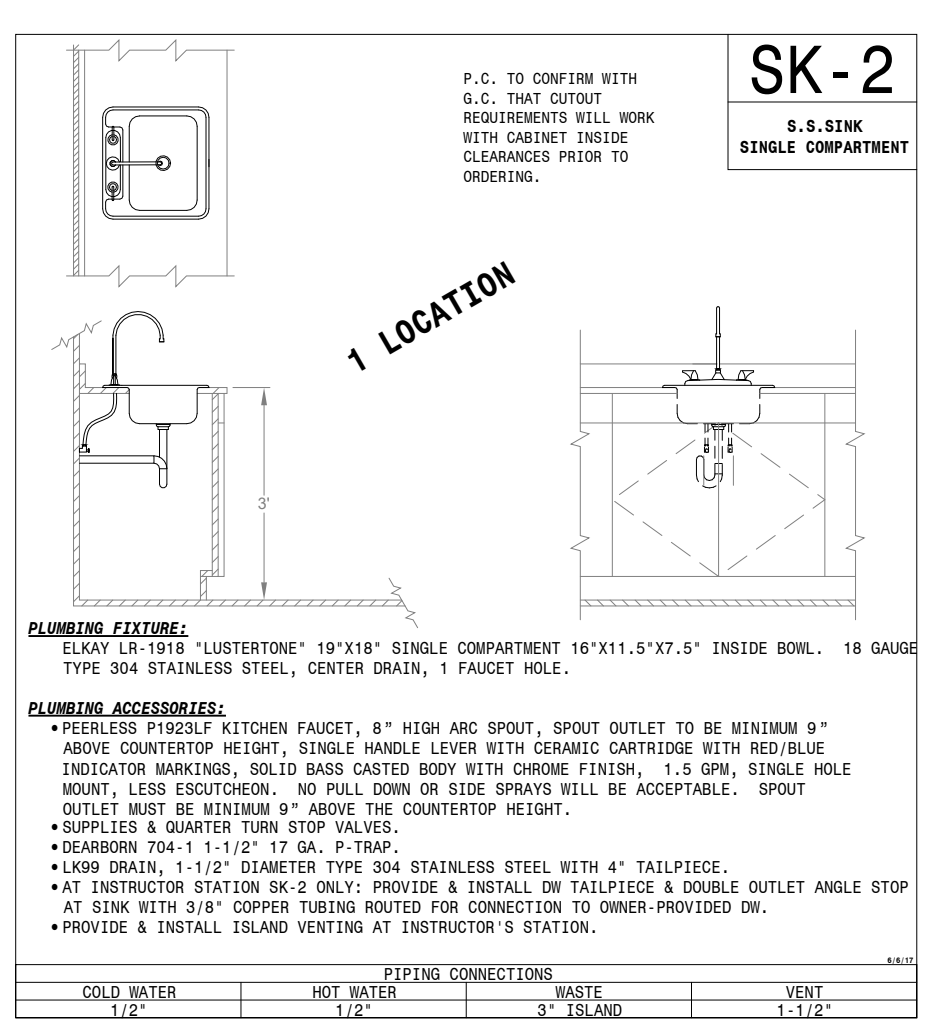 SK-2
S.S.SINK
SINGLE COMPARTMENT
P.C. TO CONFIRM WITH
G.C. THAT CUTOUT
REQUIREMENTS WILL WORK
WITH CABINET INSIDE
CLEARANCES PRIOR TO
ORDERING.
1 LOCATION
3'
PLUMBING FIXTURE:
ELKAY LR-1918 "LUSTERTONE" 19"X18" SINGLE COMPARTMENT 16"X11.5"X7.5" INSIDE BOWL. 18 GAUGE
TYPE 304 STAINLESS STEEL, CENTER DRAIN, 1 FAUCET HOLE.
PLUMBING ACCESSORIES:
• PEERLESS P1923LF KITCHEN FAUCET, 8” HIGH ARC SPOUT, SPOUT OUTLET TO BE MINIMUM 9”
ABOVE COUNTERTOP HEIGHT, SINGLE HANDLE LEVER WITH CERAMIC CARTRIDGE WITH RED/BLUE
INDICATOR MARKINGS, SOLID BASS CASTED BODY WITH CHROME FINISH, 1.5 GPM, SINGLE HOLE
MOUNT, LESS ESCUTCHEON. NO PULL DOWN OR SIDE SPRAYS WILL BE ACCEPTABLE. SPOUT
OUTLET MUST BE MINIMUM 9” ABOVE THE COUNTERTOP HEIGHT.
• SUPPLIES & QUARTER TURN STOP VALVES.
• DEARBORN 704-1 1-1/2" 17 GA. P-TRAP.
• LK99 DRAIN, 1-1/2" DIAMETER TYPE 304 STAINLESS STEEL WITH 4" TAILPIECE.
• AT INSTRUCTOR STATION SK-2 ONLY: PROVIDE & INSTALL DW TAILPIECE & DOUBLE OUTLET ANGLE STOP
AT SINK WITH 3/8" COPPER TUBING ROUTED FOR CONNECTION TO OWNER-PROVIDED DW.
• PROVIDE & INSTALL ISLAND VENTING AT INSTRUCTOR'S STATION.
6/6/17
PIPING CONNECTIONS
COLD WATER HOT WATER WASTE VENT
1/2" 1/2" 3" ISLAND 1-1/2"